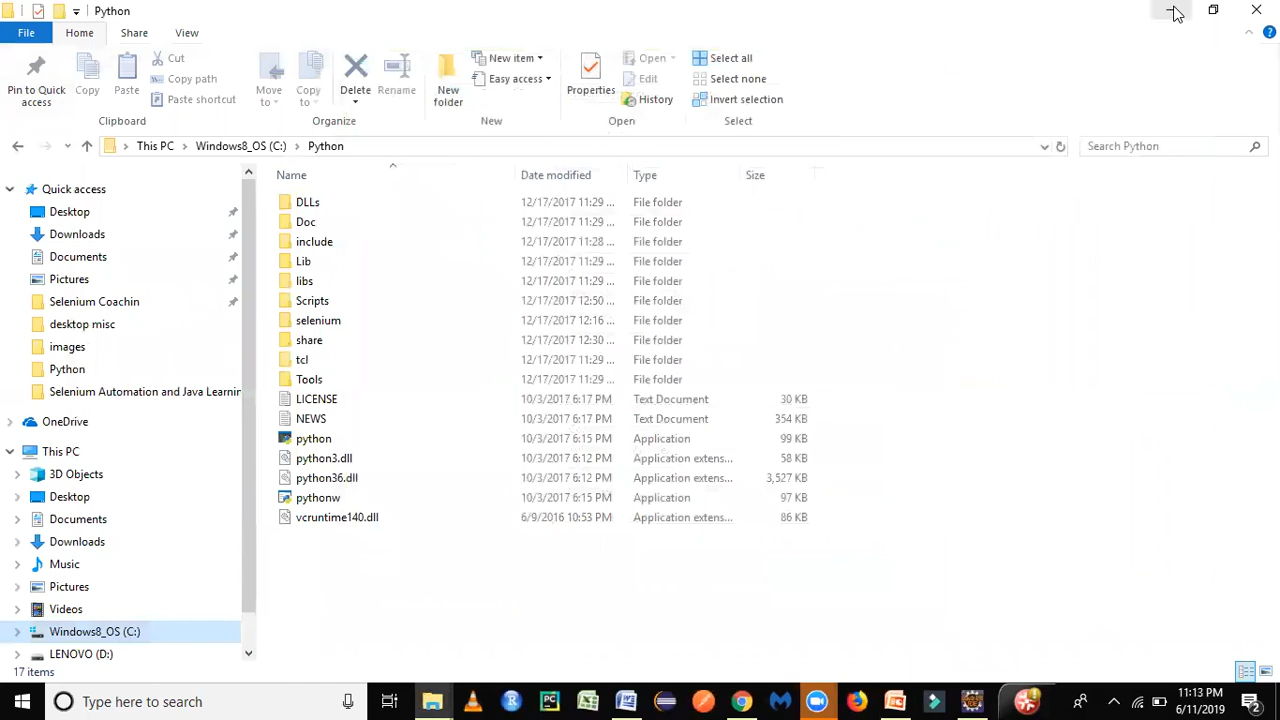 Python
File Home Share View
Pin to Quick access
Copy
Paste
Cut
Copy path
Paste shortcut
Clipboard
Move to
Copy to
Delete
Rename
Organize
New folder
New item
Easy access
New
Properties
Open
Edit
History
Open
Select all
Select none
Invert selection
Select
This PC Windows8_OS (C:) Python
Search Python
Quick access
Desktop
Downloads
Documents
Pictures
Selenium Coachin
desktop misc
images
Python
Selenium Automation and Java Learnin
OneDrive
This PC
3D Objects
Desktop
Documents
Downloads
Music
Pictures
Videos
Windows8_OS (C:)
LENOVO (D:)
Name Date modified Type Size
DLLs 12/17/2017 11:29 ... File folder
Doc 12/17/2017 11:29 ... File folder
include 12/17/2017 11:28 ... File folder
Lib 12/17/2017 11:29 ... File folder
libs 12/17/2017 11:29 ... File folder
Scripts 12/17/2017 12:50 ... File folder
selenium 12/17/2017 12:16 ... File folder
share 12/17/2017 12:30 ... File folder
tcl 12/17/2017 11:29 ... File folder
Tools 12/17/2017 11:29 ... File folder
LICENSE 10/3/2017 6:17 PM Text Document 30 KB
NEWS 10/3/2017 6:17 PM Text Document 354 KB
python 10/3/2017 6:15 PM Application 99 KB
python3.dll 10/3/2017 6:12 PM Application extens... 58 KB
python36.dll 10/3/2017 6:12 PM Application extens... 3,527 KB
pythonw 10/3/2017 6:15 PM Application 97 KB
vcruntime140.dll 6/9/2016 10:53 PM Application extens... 86 KB
17 items
Type here to search
11:13 PM
6/11/2019
2